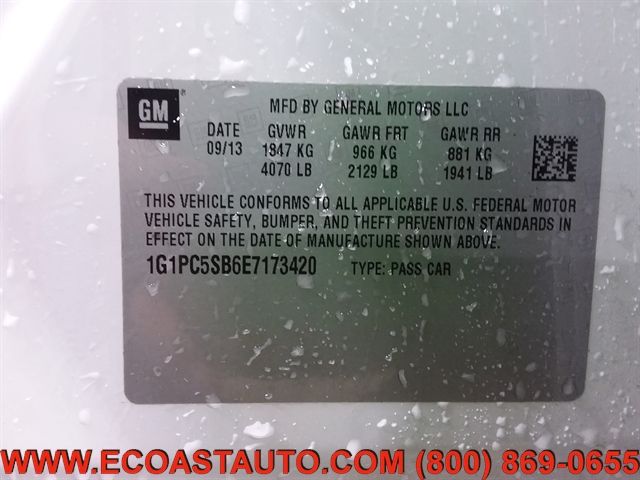 GM ®
MFD BY GENERAL MOTORS LLC
DATE GVWR GAWR FRT GAWR RR
09/13 1847 KG 966 KG 881 KG
4070 LB 2129 LB 1941 LB
THIS VEHICLE CONFORMS TO ALL APPLICABLE U.S. FEDERAL MOTOR
VEHICLE SAFETY, BUMPER, AND THEFT PREVENTION STANDARDS IN
EFFECT ON THE DATE OF MANUFACTURE SHOWN ABOVE.
1G1PC5SB6E7173420 TYPE: PASS CAR
WWW.ECOASTAUTO.COM (800) 869-0655